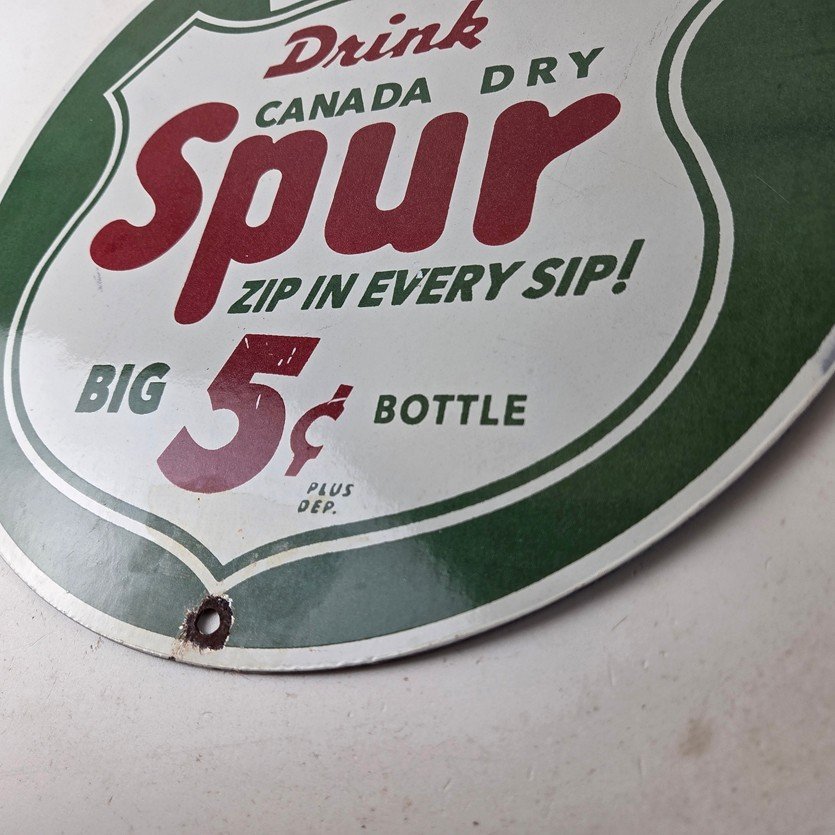 Drink
CANADA DRY
Spur
ZIP IN EVERY SIP!
BIG 5¢ BOTTLE
PLUS
DEP.